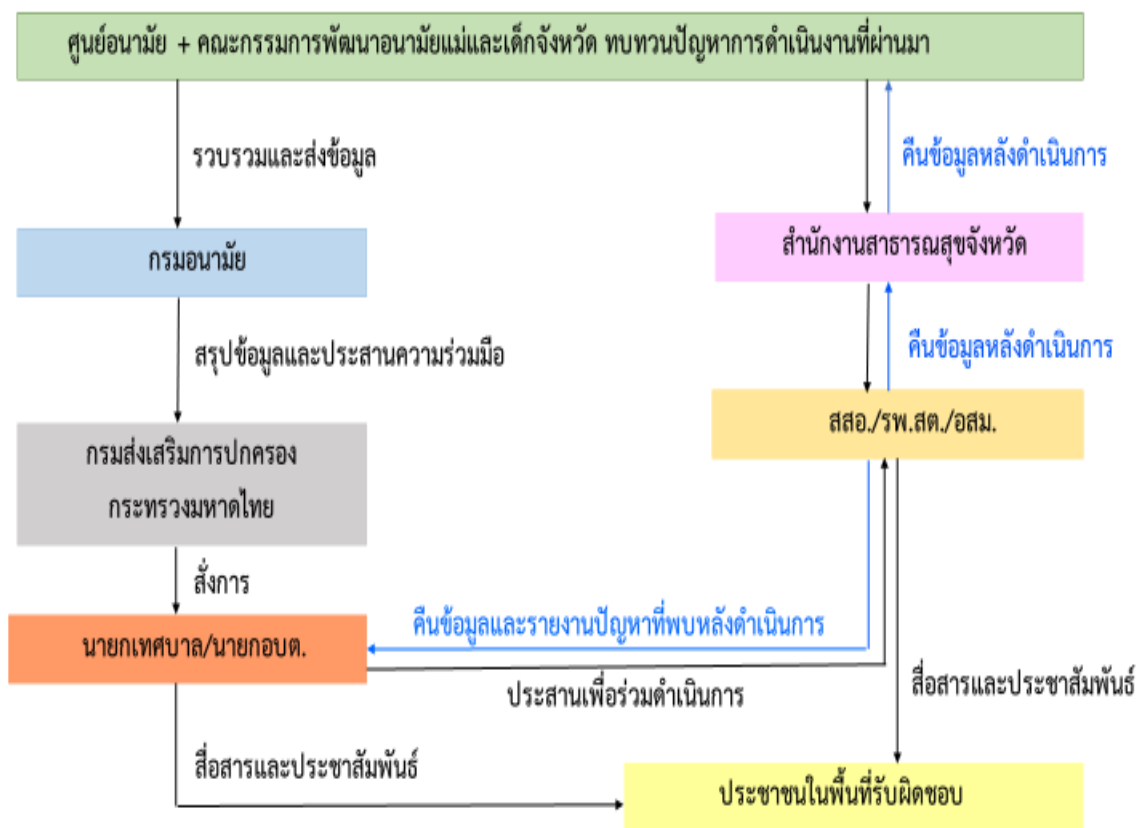 ศูนย์อนามัย + คณะกรรมการพัฒนาอนามัยแม่และเด็กจังหวัด ทบทวนปัญหาการดำเนินงานที่ผ่านมา
รวบรวมและส่งข้อมูล
คืนข้อมูลหลังดำเนินการ
กรมอนามัย
สำนักงานสาธารณสุขจังหวัด
สรุปข้อมูลและประสานความร่วมมือ
คืนข้อมูลหลังดำเนินการ
กรมส่งเสริมการปกครอง
กระทรวงมหาดไทย
สสอ./รพ.สต./อสม.
สั่งการ
นายกเทศบาล/นายกอบต.
คืนข้อมูลและรายงานปัญหาที่พบหลังดำเนินการ
ประสานเพื่อร่วมดำเนินการ
สื่อสารและประชาสัมพันธ์
สื่อสารและประชาสัมพันธ์
ประชาชนในพื้นที่รับผิดชอบ